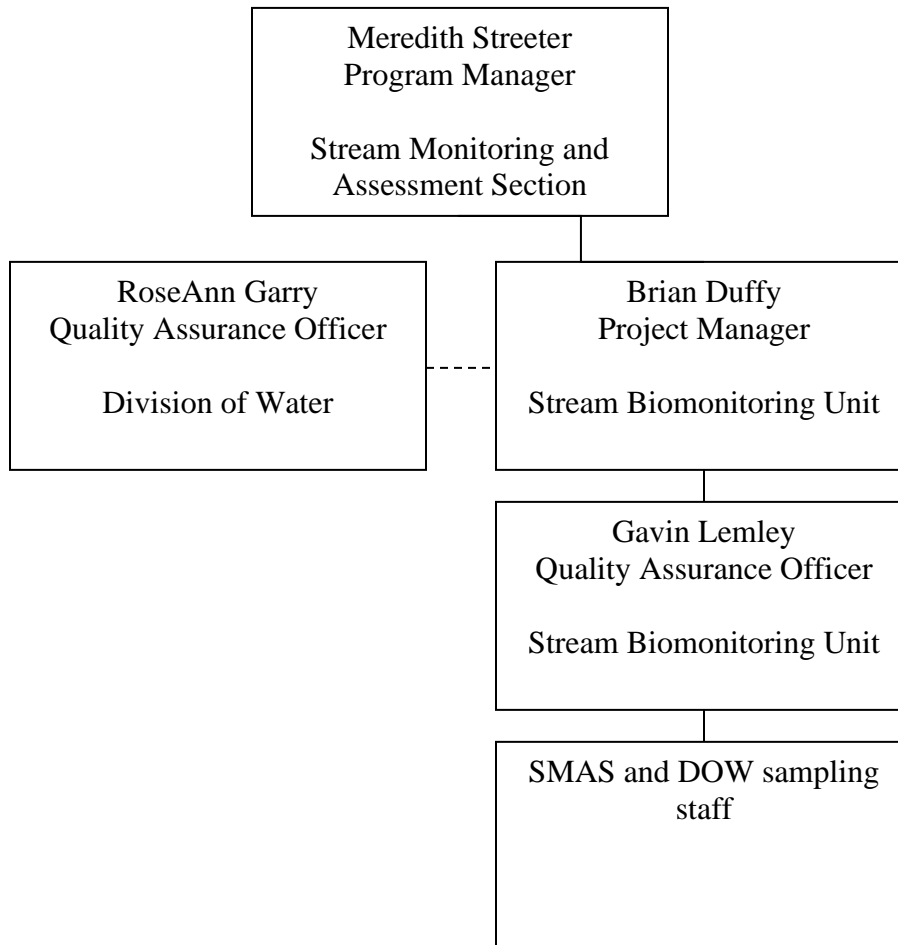 Meredith Streeter
Program Manager
Stream Monitoring and
Assessment Section
RoseAnn Garry
Quality Assurance Officer
Division of Water
Brian Duffy
Project Manager
Stream Biomonitoring Unit
Gavin Lemley
Quality Assurance Officer
Stream Biomonitoring Unit
SMAS and DOW sampling
staff